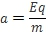 a = Eq/m